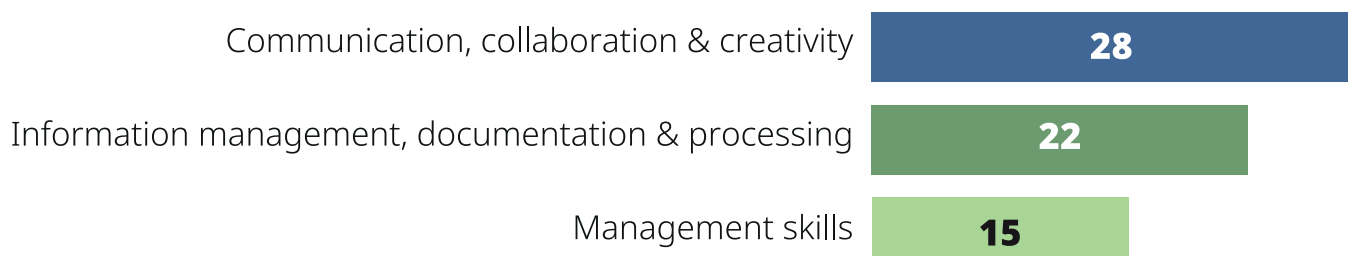 Communication, collaboration & creativity 28
Information management, documentation & processing 22
Management skills 15